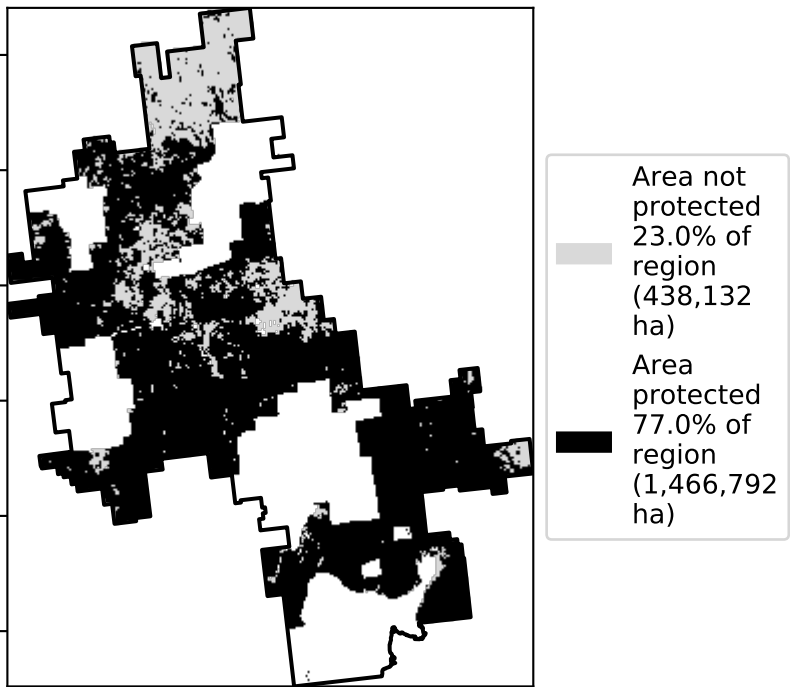 Area not
protected
23.0% of
region
(438,132
ha)
Area
protected
77.0% of
region
(1,466,792
ha)